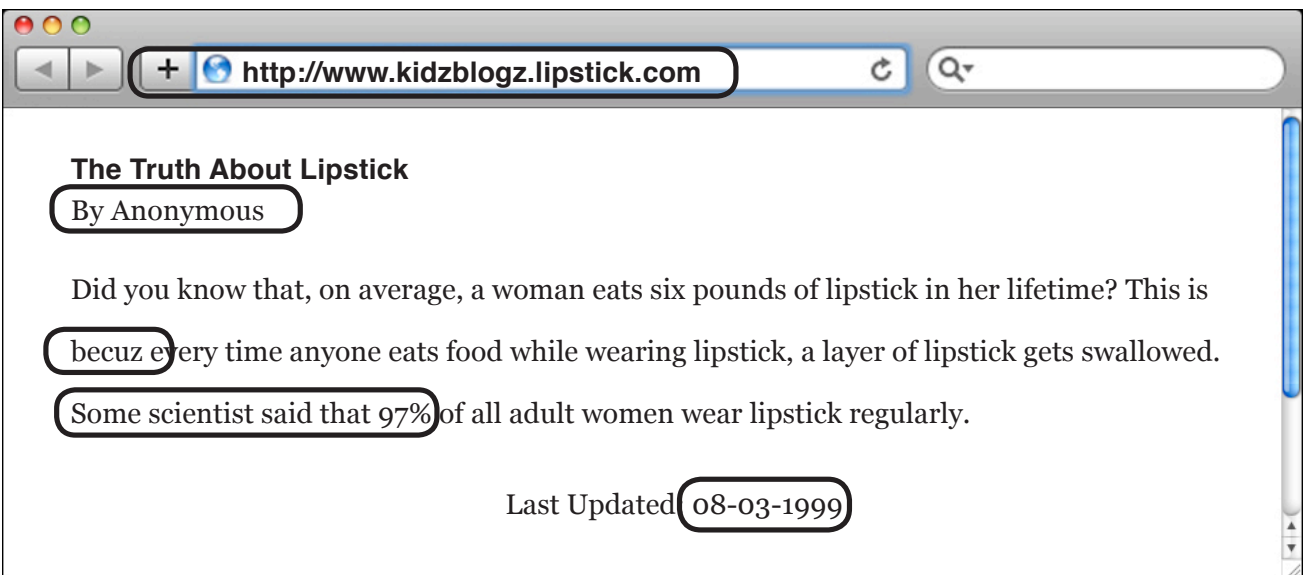 http://www.kidzblogz.lipstick.com
The Truth About Lipstick
By Anonymous
Did you know that, on average, a woman eats six pounds of lipstick in her lifetime? This is
becuz every time anyone eats food while wearing lipstick, a layer of lipstick gets swallowed.
Some scientist said that 97% of all adult women wear lipstick regularly.
Last Updated: 08-03-1999